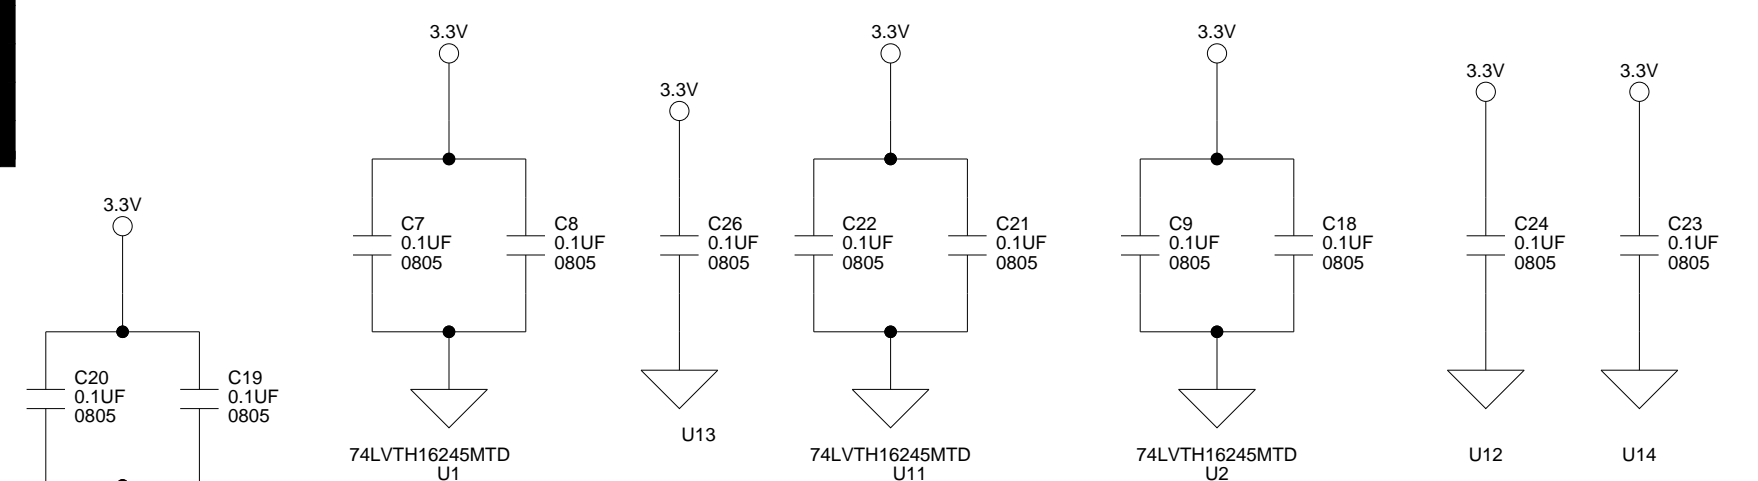 3.3V
C20
0.1UF
0805
C19
0.1UF
0805
3.3V
C7
0.1UF
0805
C8
0.1UF
0805
74LVTH16245MTD
U1
3.3V
C26
0.1UF
0805
U13
3.3V
C22
0.1UF
0805
C21
0.1UF
0805
74LVTH16245MTD
U11
3.3V
C9
0.1UF
0805
C18
0.1UF
0805
74LVTH16245MTD
U2
3.3V
C24
0.1UF
0805
U12
3.3V
C23
0.1UF
0805
U14